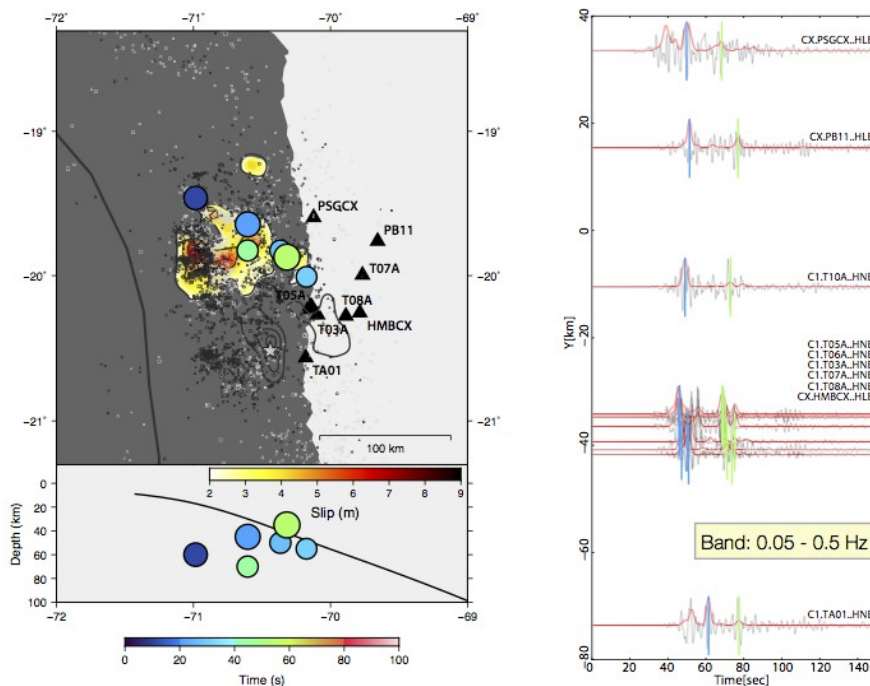 -72 -71 -70 -69
-19˚ -19˚
PSGCX
PB11
-20˚ -20˚
T07A
T05A T08A
T03A HMBCX
TA01
-21˚ -21˚
100 km
2 3 4 5 6 7 8 9
Slip (m)
Depth (km)
0
20
40
60
80
100
-72 -71 -70 -69
0 20 40 60 80 100
Time (s)
40
CX.PSGCX..HLE
20
CX.PB11..HLE
0
C1.T10A..HNE
Y[km]
−20
C1.T05A..HNE
C1.T06A..HNE
C1.T03A..HNE
C1.T07A..HNE
C1.T08A..HNE
CX.HMBCX..HLE
−40
Band: 0.05 - 0.5 Hz
−60
C1.TA01..HNE
−80
0 20 40 60 80 100 120 140
Time[sec]